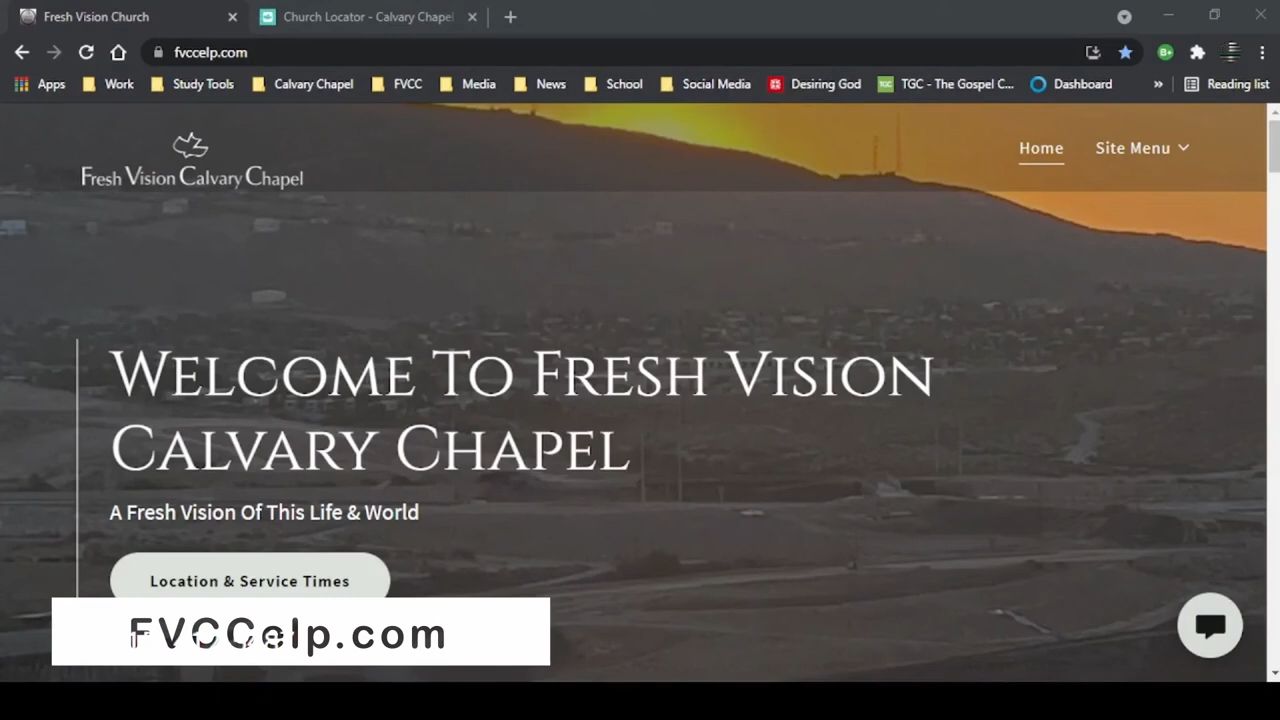 Fresh Vision Church
Church Locator - Calvary Chapel
fvccelp.com
Apps Work Study Tools Calvary Chapel FVCC Media News School Social Media Desiring God TGC - The Gospel C... Dashboard » Reading list
Fresh Vision Calvary Chapel
Home Site Menu
Welcome To Fresh Vision
Calvary Chapel
A Fresh Vision Of This Life & World
Location & Service Times
FVCCelp.com